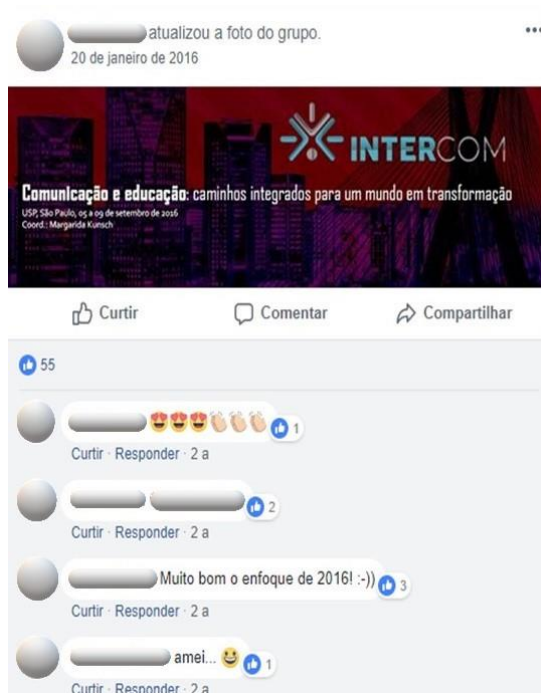 atualizou a foto do grupo.
20 de janeiro de 2016
INTERCOM
Comunicação e educação: caminhos integrados para um mundo em transformação
USP, São Paulo, 05 a 09 de setembro de 2016
Coord.: Margarida Kunsch
Curtir Comentar Compartilhar
55
😍😍😍👏🏻👏🏻👏🏻 1
Curtir · Responder · 2 a
2
Curtir · Responder · 2 a
Muito bom o enfoque de 2016! :-)) 3
Curtir · Responder · 2 a
amei... 😀 1
Curtir · Responder · 2 a